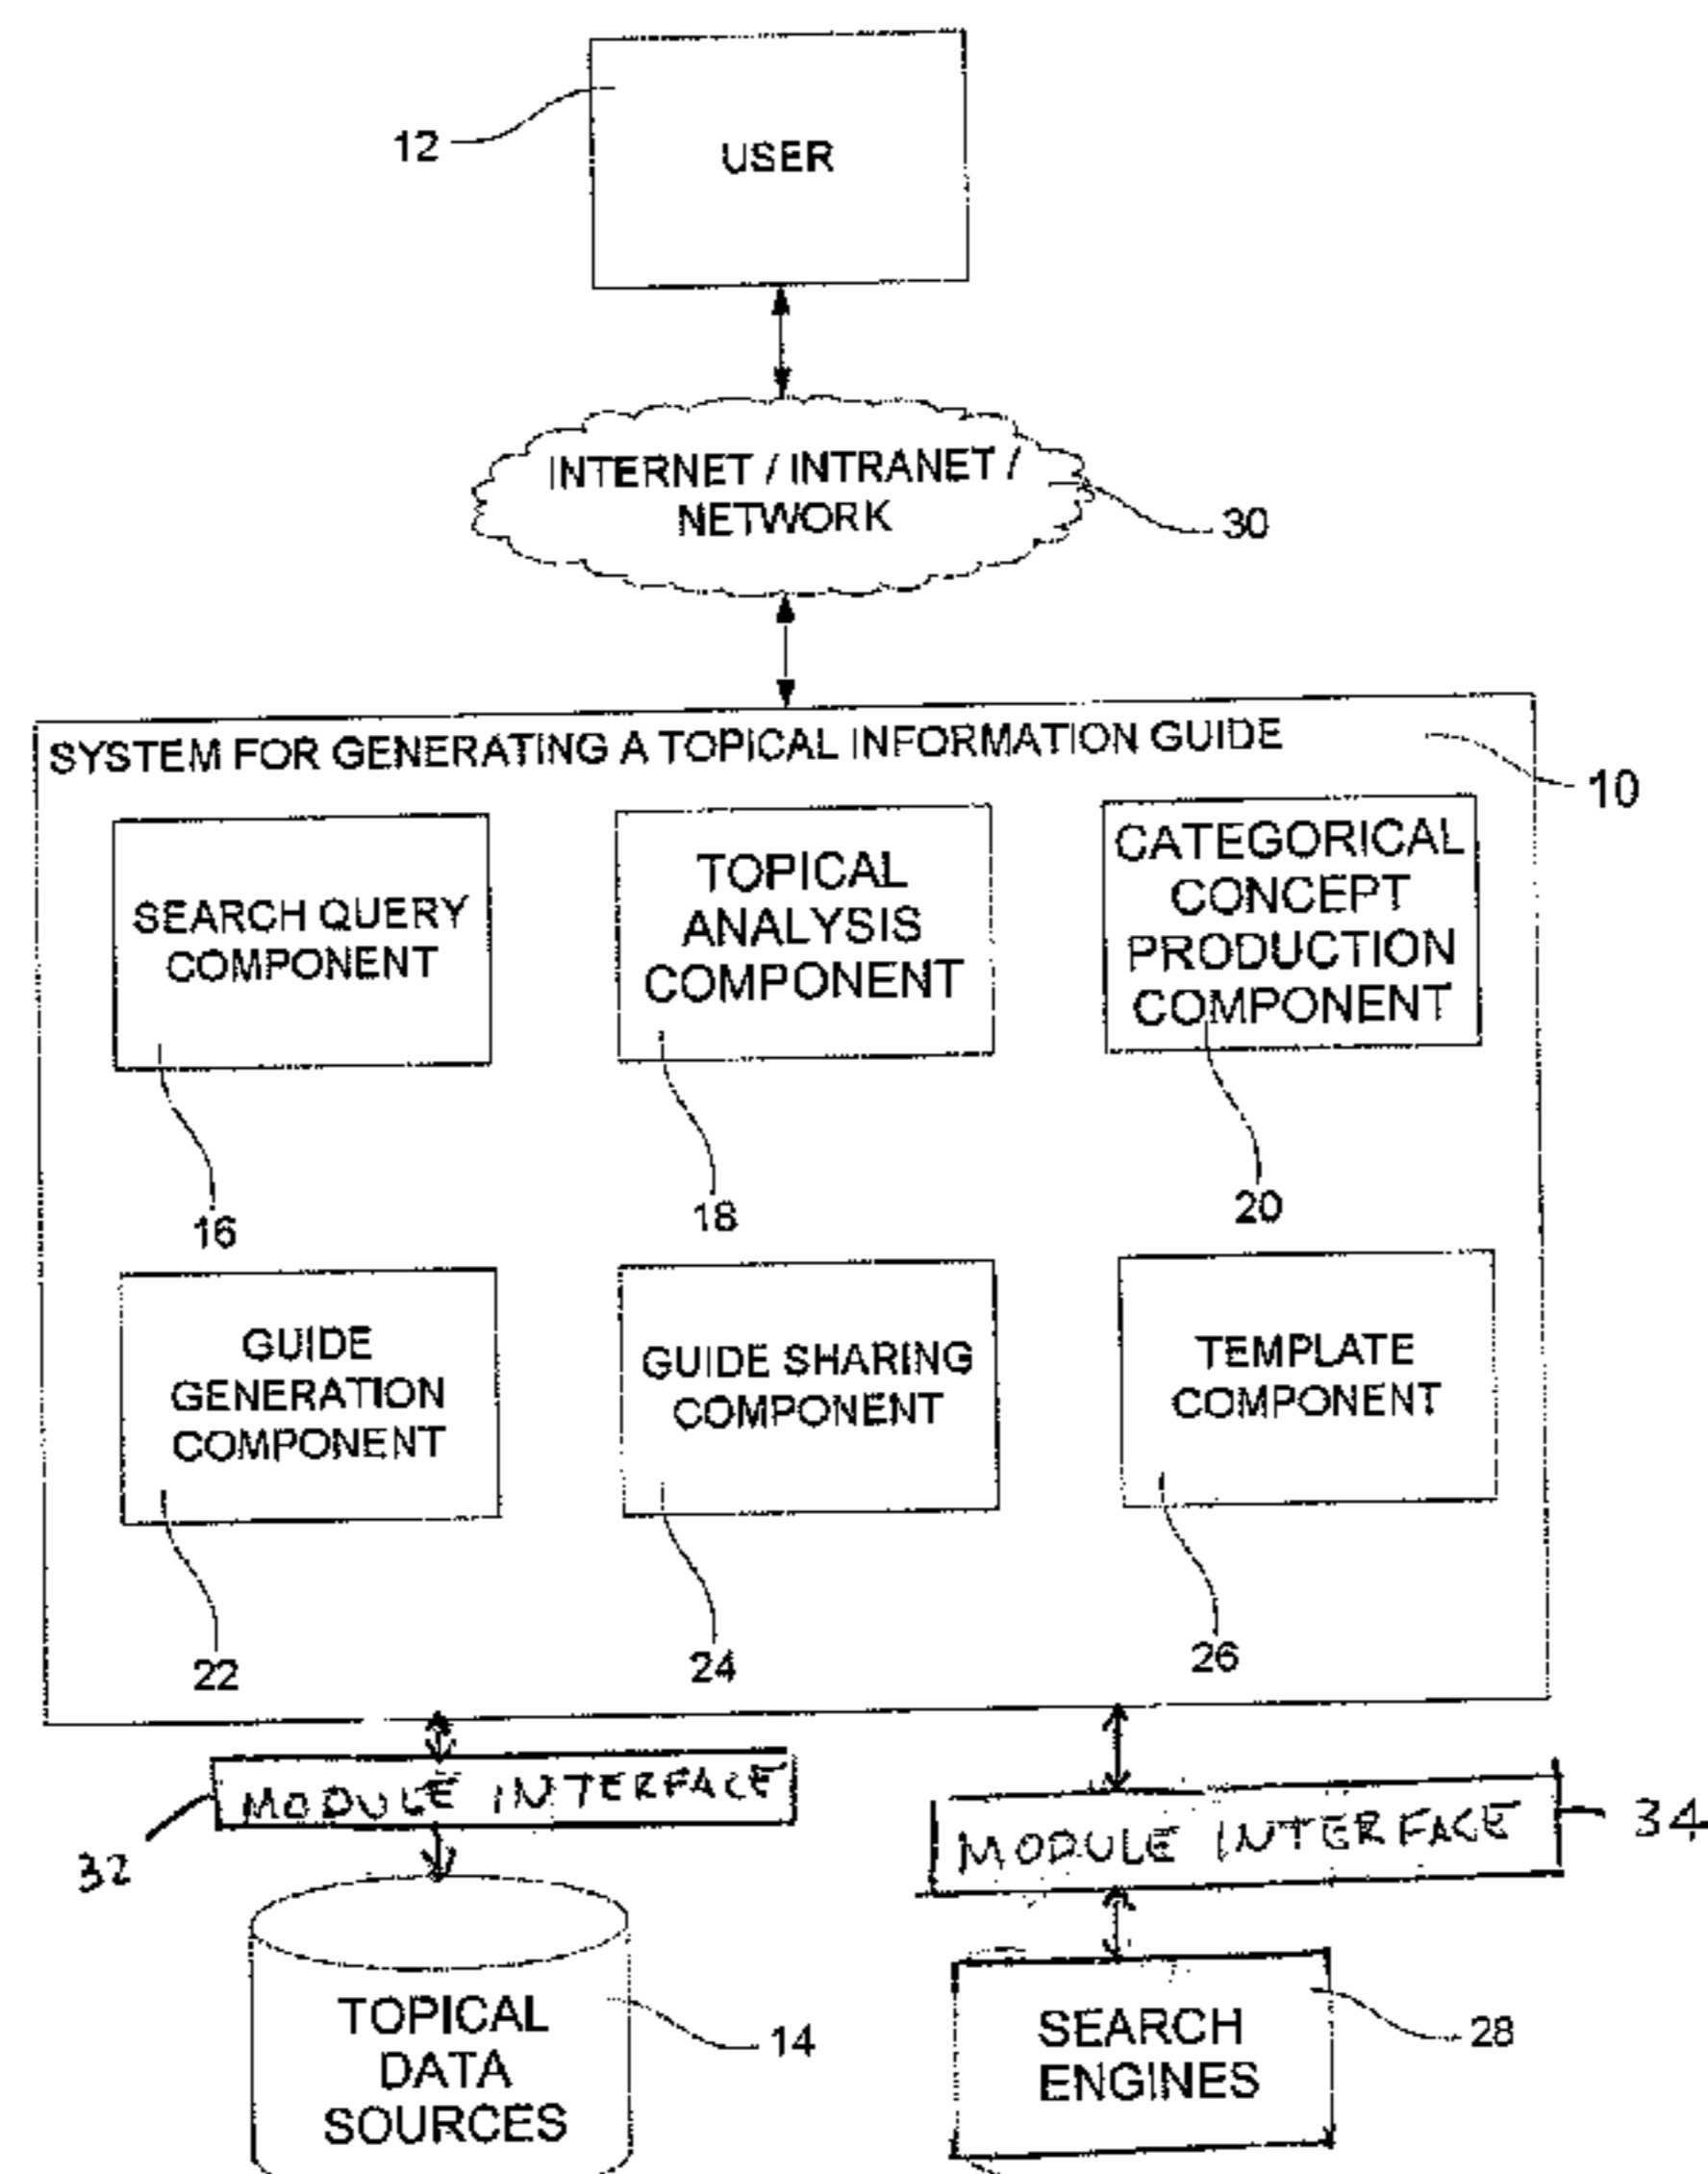 12
USER
INTERNET / INTRANET /
NETWORK
30
SYSTEM FOR GENERATING A TOPICAL INFORMATION GUIDE
10
SEARCH QUERY
COMPONENT
16
TOPICAL
ANALYSIS
COMPONENT
18
CATEGORICAL
CONCEPT
PRODUCTION
COMPONENT
20
GUIDE
GENERATION
COMPONENT
22
GUIDE SHARING
COMPONENT
24
TEMPLATE
COMPONENT
26
MODULE INTERFACE
32
MODULE INTERFACE
34
TOPICAL
DATA
SOURCES
14
SEARCH
ENGINES
28